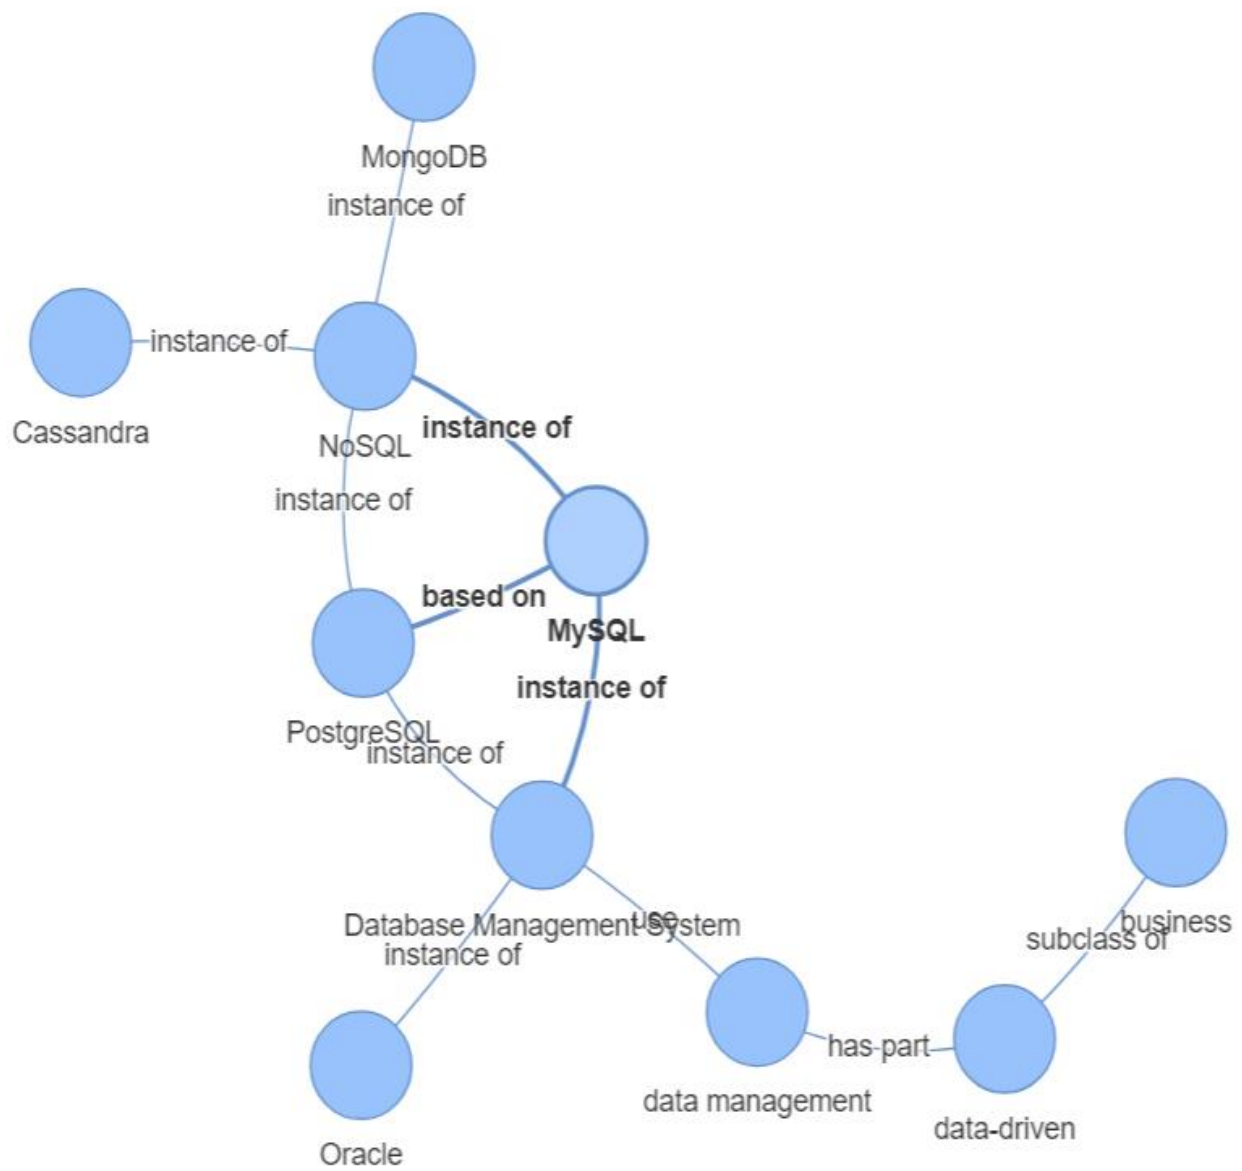 MongoDB
instance of
instance of
Cassandra
instance of
NoSQL
instance of
based on
MySQL
instance of
PostgreSQL
instance of
Database Management System
use
business
subclass of
instance of
has part
data management
data-driven
Oracle